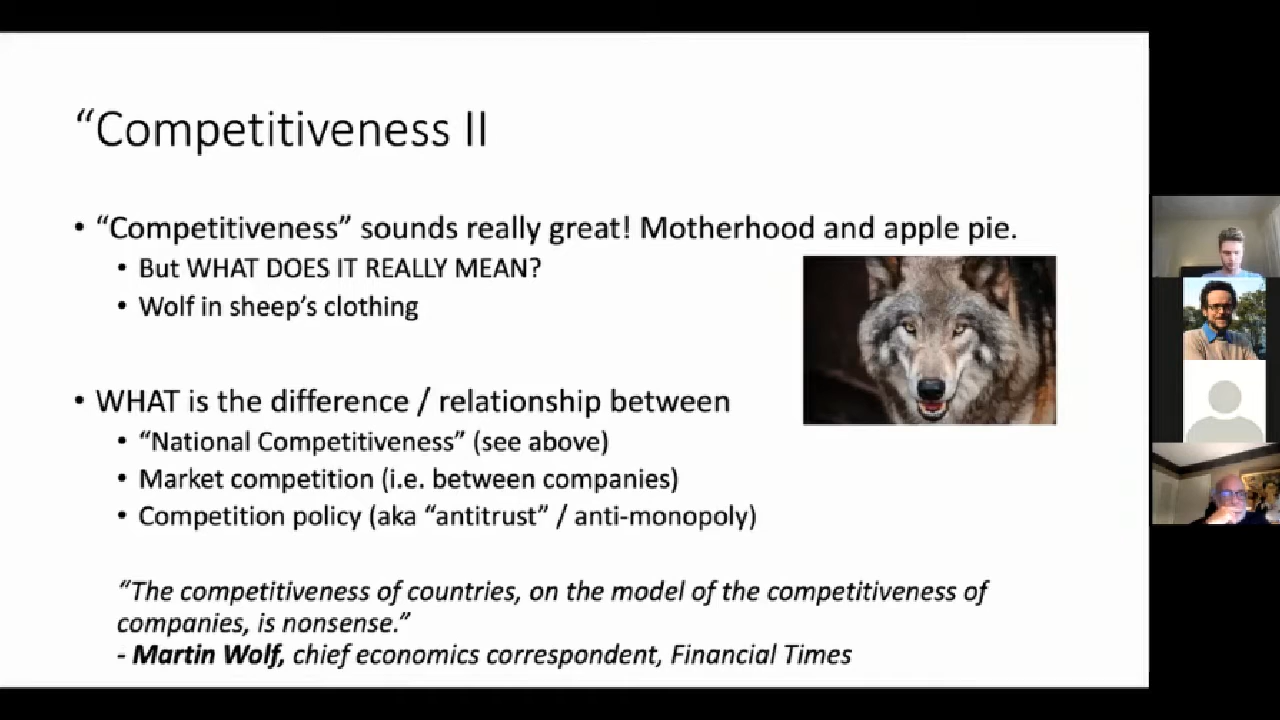 “Competitiveness II
• “Competitiveness” sounds really great! Motherhood and apple pie.
• But WHAT DOES IT REALLY MEAN?
• Wolf in sheep’s clothing
• WHAT is the difference / relationship between
• “National Competitiveness” (see above)
• Market competition (i.e. between companies)
• Competition policy (aka “antitrust” / anti-monopoly)
“The competitiveness of countries, on the model of the competitiveness of
companies, is nonsense.”
- Martin Wolf, chief economics correspondent, Financial Times